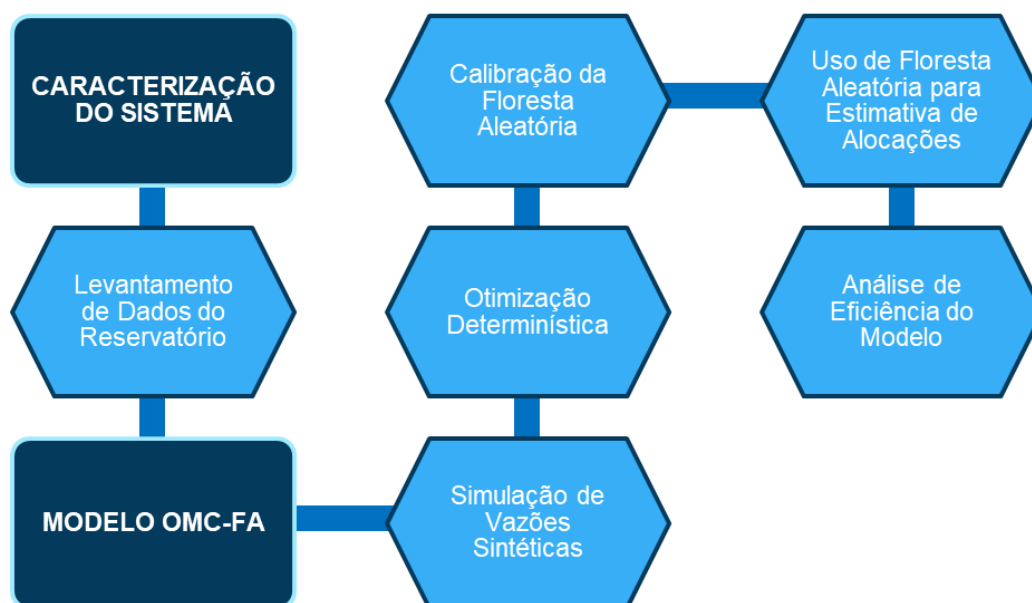 CARACTERIZAÇÃO
DO SISTEMA
Levantamento
de Dados do
Reservatório
MODELO OMC-FA
Simulação de
Vazões
Sintéticas
Otimização
Determinística
Calibração da
Floresta
Aleatória
Uso de Floresta
Aleatória para
Estimativa de
Alocações
Análise de
Eficiência do
Modelo